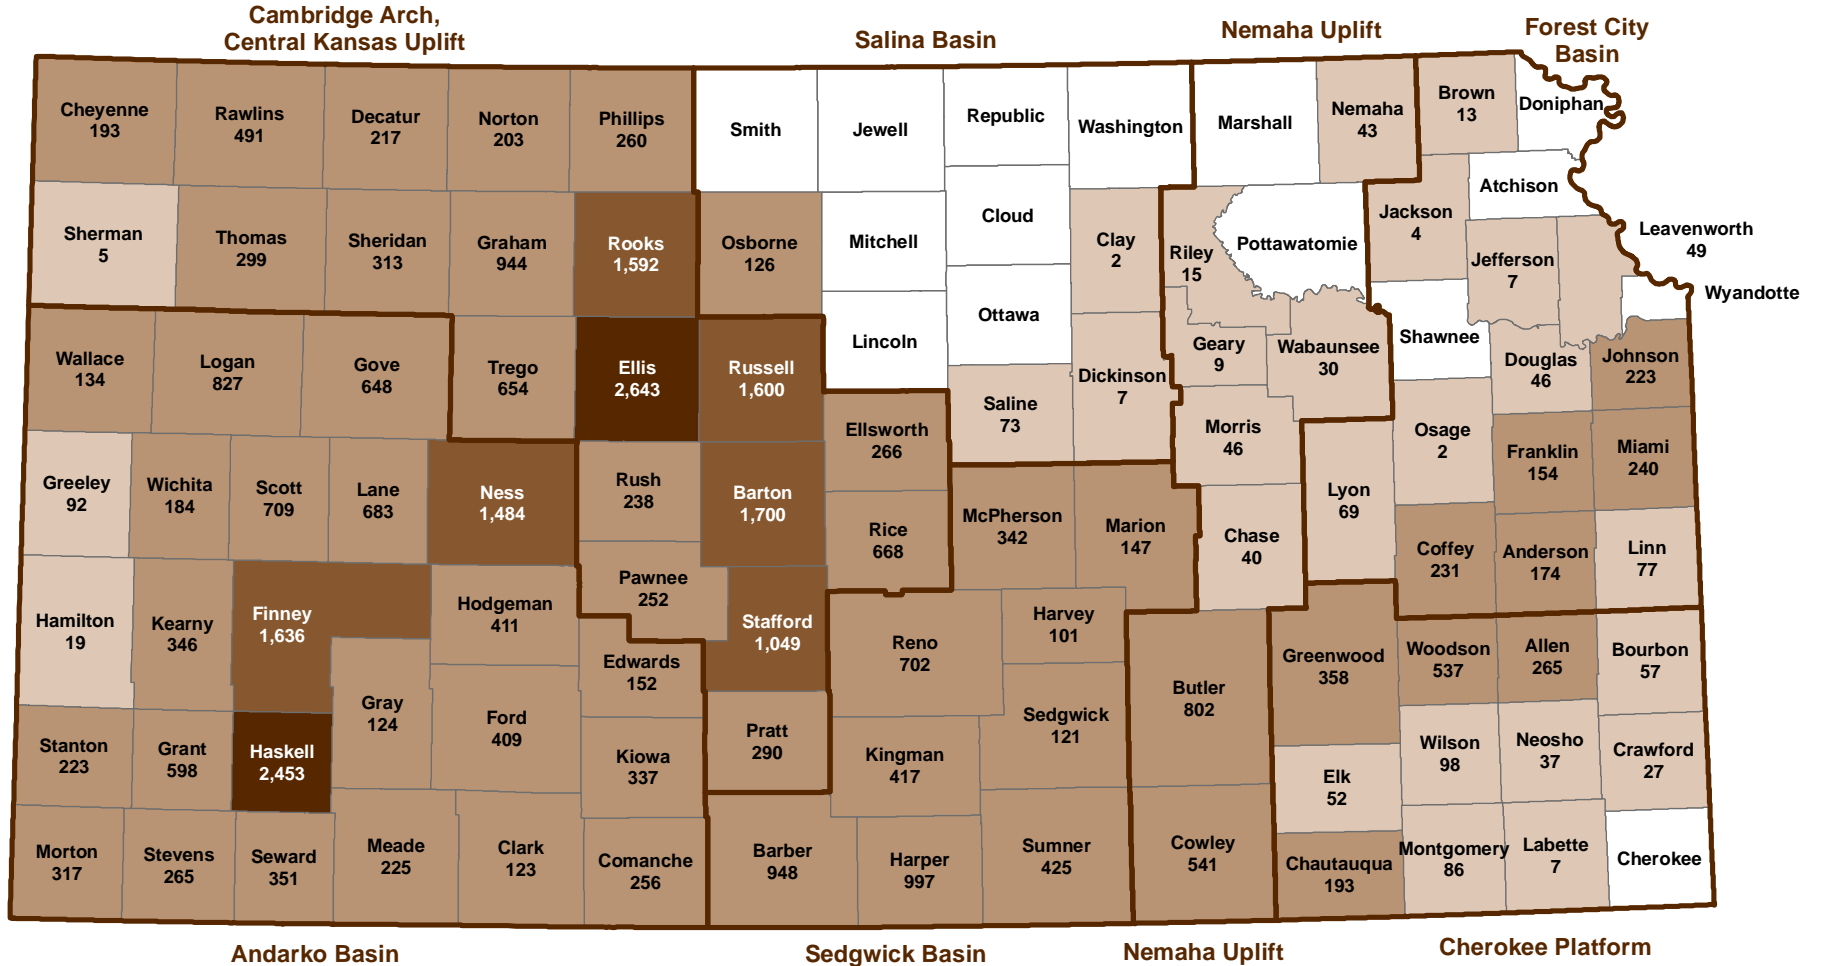 Cambridge Arch,
Central Kansas Uplift
Salina Basin
Nemaha Uplift
Forest City
Basin
Cheyenne
193
Rawlins
491
Decatur
217
Norton
203
Phillips
260
Smith
Jewell
Republic
Washington
Marshall
Nemaha
43
Brown
13
Doniphan
Atchison
Sherman
5
Thomas
299
Sheridan
313
Graham
944
Rooks
1,592
Osborne
126
Mitchell
Cloud
Clay
2
Riley
15
Pottawatomie
Jackson
4
Jefferson
7
Leavenworth
49
Wyandotte
Wallace
134
Logan
827
Gove
648
Trego
654
Ellis
2,643
Russell
1,600
Lincoln
Ottawa
Saline
73
Dickinson
7
Geary
9
Wabaunsee
30
Shawnee
Douglas
46
Johnson
223
Greeley
92
Wichita
184
Scott
709
Lane
683
Ness
1,484
Rush
238
Barton
1,700
Ellsworth
266
Rice
668
McPherson
342
Marion
147
Morris
46
Chase
40
Lyon
69
Osage
2
Franklin
154
Miami
240
Coffey
231
Anderson
174
Linn
77
Hamilton
19
Kearny
346
Finney
1,636
Hodgeman
411
Pawnee
252
Stafford
1,049
Edwards
152
Reno
702
Harvey
101
Butler
802
Greenwood
358
Woodson
537
Allen
265
Bourbon
57
Stanton
223
Grant
598
Haskell
2,453
Gray
124
Ford
409
Kiowa
337
Pratt
290
Kingman
417
Sedgwick
121
Elk
52
Wilson
98
Neosho
37
Crawford
27
Morton
317
Stevens
265
Seward
351
Meade
225
Clark
123
Comanche
256
Barber
948
Harper
997
Sumner
425
Cowley
541
Chautauqua
193
Montgomery
86
Labette
7
Cherokee
Andarko Basin
Sedgwick Basin
Nemaha Uplift
Cherokee Platform